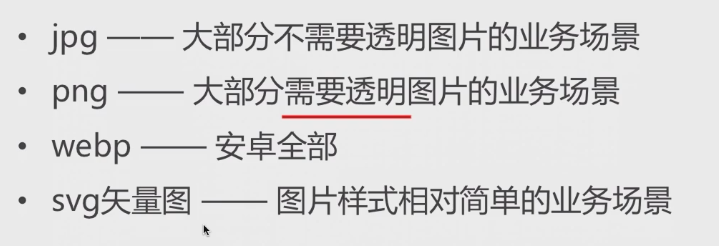 • jpg —— 大部分不需要透明图片的业务场景
• png —— 大部分需要透明图片的业务场景
• webp —— 安卓全部
• svg矢量图 —— 图片样式相对简单的业务场景